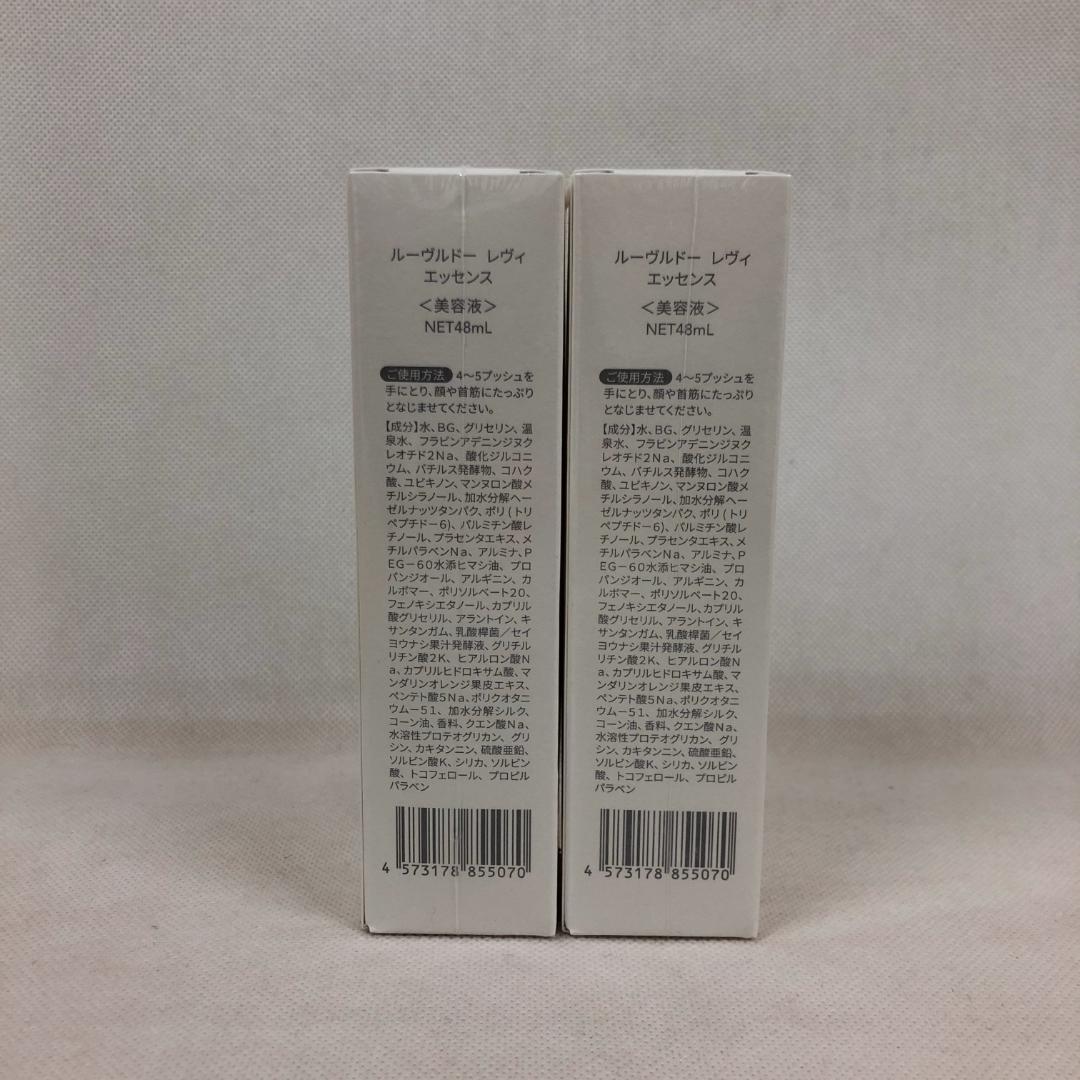 ルーヴルドー レヴィ
エッセンス
＜美容液＞
NET48mL
ご使用方法 4～5プッシュを
手にとり、顔や首筋にたっぷり
となじませてください。
【成分】水、BG、グリセリン、温
泉水、フラビンアデニンジヌク
レオチド2Na、酸化ジルコニ
ウム、バチルス発酵物、コハク
酸、ユビキノン、マンヌロン酸メ
チルシラノール、加水分解ヘー
ゼルナッツタンパク、ポリ(トリ
ペプチド－6)、パルミチン酸レ
チノール、プラセンタエキス、メ
チルパラベンNa、アルミナ、P
EG－60水添ヒマシ油、プロ
パンジオール、アルギニン、カ
ルボマー、ポリソルベート20、
フェノキシエタノール、カプリル
酸グリセリル、アラントイン、キ
サンタンガム、乳酸桿菌／セイ
ヨウナシ果汁発酵液、グリチル
リチン酸2K、ヒアルロン酸N
a、カプリルヒドロキサム酸、マ
ンダリンオレンジ果皮エキス、
ペンテト酸5Na、ポリクオタニ
ウム－51、加水分解シルク、
コーン油、香料、クエン酸Na、
水溶性プロテオグリカン、グリ
シン、カキタンニン、硫酸亜鉛、
ソルビン酸K、シリカ、ソルビン
酸、トコフェロール、プロピル
パラベン
4 573178 855070
ルーヴルドー レヴィ
エッセンス
＜美容液＞
NET48mL
ご使用方法 4～5プッシュを
手にとり、顔や首筋にたっぷり
となじませてください。
【成分】水、BG、グリセリン、温
泉水、フラビンアデニンジヌク
レオチド2Na、酸化ジルコニ
ウム、バチルス発酵物、コハク
酸、ユビキノン、マンヌロン酸メ
チルシラノール、加水分解ヘー
ゼルナッツタンパク、ポリ(トリ
ペプチド－6)、パルミチン酸レ
チノール、プラセンタエキス、メ
チルパラベンNa、アルミナ、P
EG－60水添ヒマシ油、プロ
パンジオール、アルギニン、カ
ルボマー、ポリソルベート20、
フェノキシエタノール、カプリル
酸グリセリル、アラントイン、キ
サンタンガム、乳酸桿菌／セイ
ヨウナシ果汁発酵液、グリチル
リチン酸2K、ヒアルロン酸N
a、カプリルヒドロキサム酸、マ
ンダリンオレンジ果皮エキス、
ペンテト酸5Na、ポリクオタニ
ウム－51、加水分解シルク、
コーン油、香料、クエン酸Na、
水溶性プロテオグリカン、グリ
シン、カキタンニン、硫酸亜鉛、
ソルビン酸K、シリカ、ソルビン
酸、トコフェロール、プロピル
パラベン
4 573178 855070